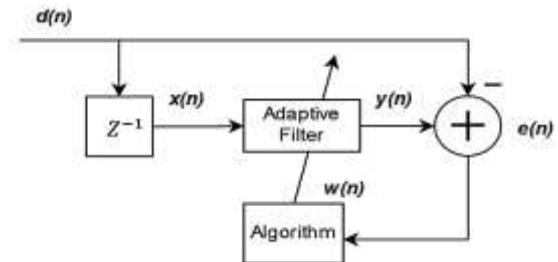 d(n)
x(n)
y(n)
−
Z⁻¹
Adaptive
Filter
+
e(n)
w(n)
Algorithm